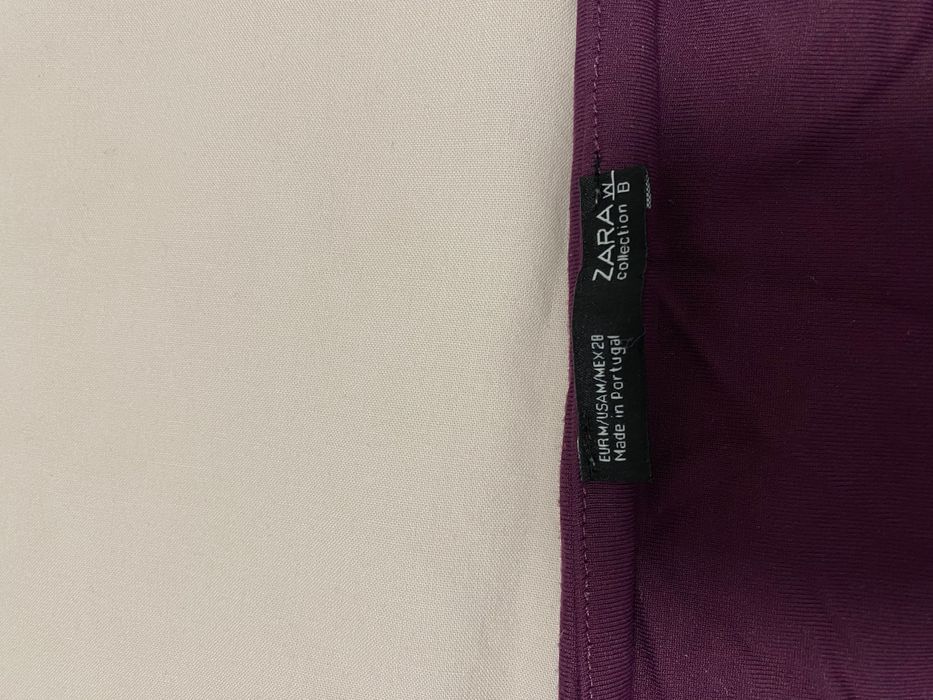 ZARA W
collection B
EUR M/USA M/MEX 28
Made in Portugal